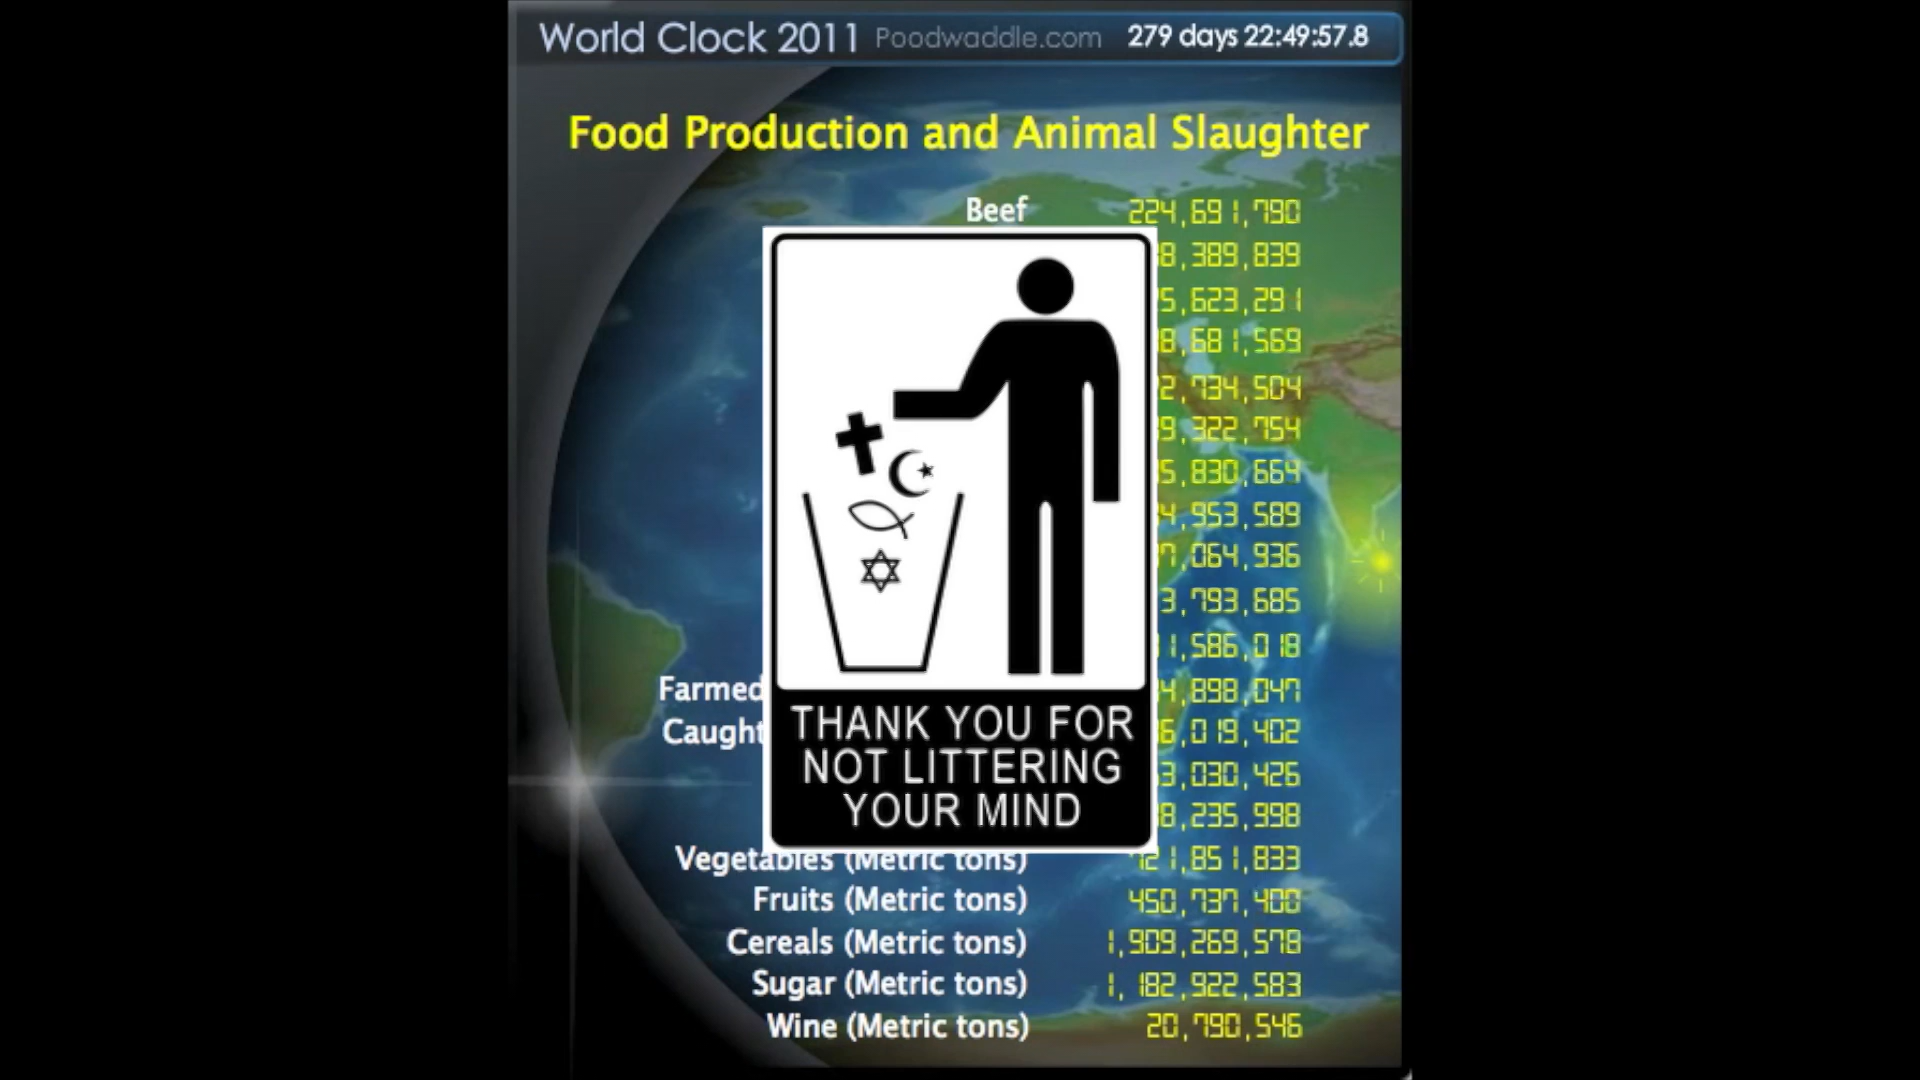 World Clock 2011 Poodwaddle.com 279 days 22:49:57.8
Food Production and Animal Slaughter
Beef 224,691,790
8,389,839
5,623,291
8,681,569
2,734,504
9,322,754
5,830,664
4,953,589
7,064,936
3,793,685
1,586,018
Farmed 4,898,047
Caught 6,019,402
3,030,426
8,235,998
THANK YOU FOR
NOT LITTERING
YOUR MIND
Vegetables (Metric tons) 721,851,833
Fruits (Metric tons) 450,737,400
Cereals (Metric tons) 1,909,269,578
Sugar (Metric tons) 1,182,922,583
Wine (Metric tons) 20,790,546